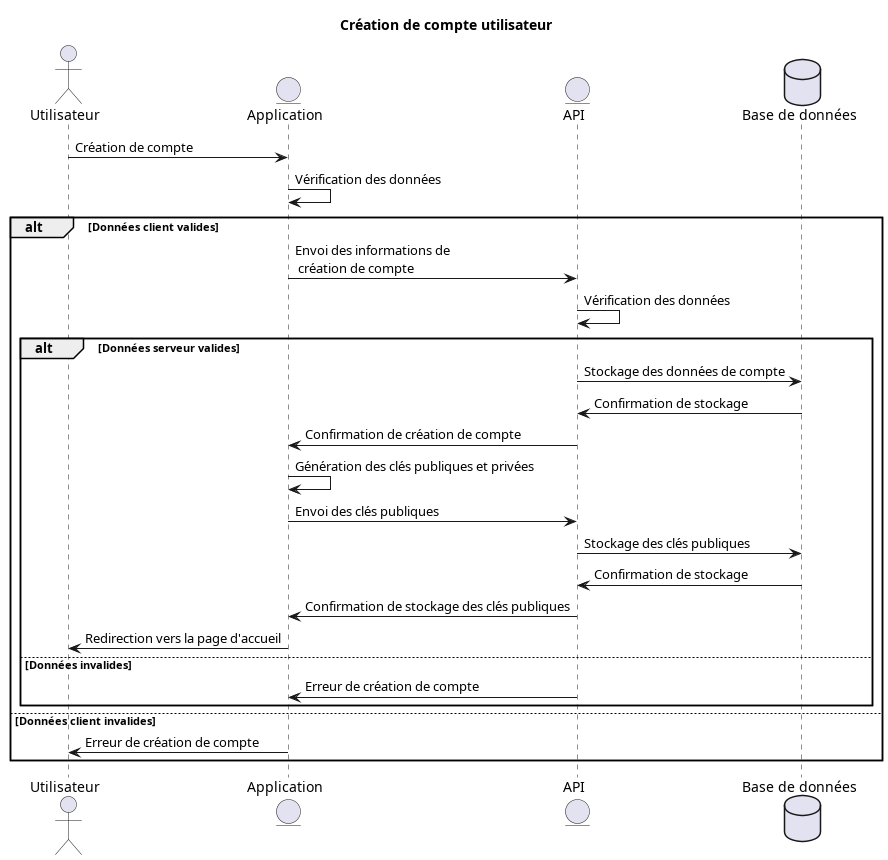 Création de compte utilisateur
Utilisateur
Application
API
Base de données
Création de compte
Vérification des données
alt
[Données client valides]
Envoi des informations de
création de compte
Vérification des données
alt
[Données serveur valides]
Stockage des données de compte
Confirmation de stockage
Confirmation de création de compte
Génération des clés publiques et privées
Envoi des clés publiques
Stockage des clés publiques
Confirmation de stockage
Confirmation de stockage des clés publiques
Redirection vers la page d'accueil
[Données invalides]
Erreur de création de compte
[Données client invalides]
Erreur de création de compte
Utilisateur
Application
API
Base de données